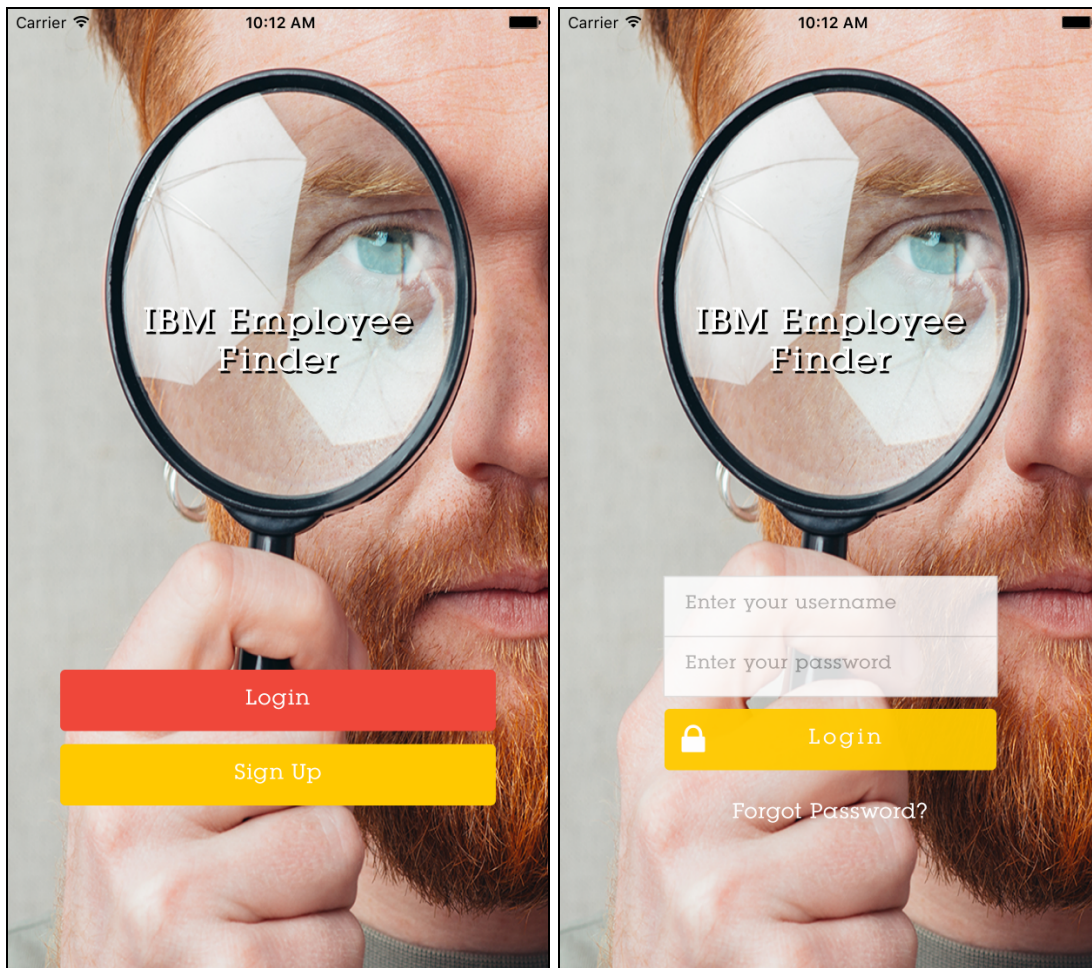 Carrier 10:12 AM
IBM Employee
Finder
Login
Sign Up
Carrier 10:12 AM
IBM Employee
Finder
Enter your username
Enter your password
Login
Forgot Password?